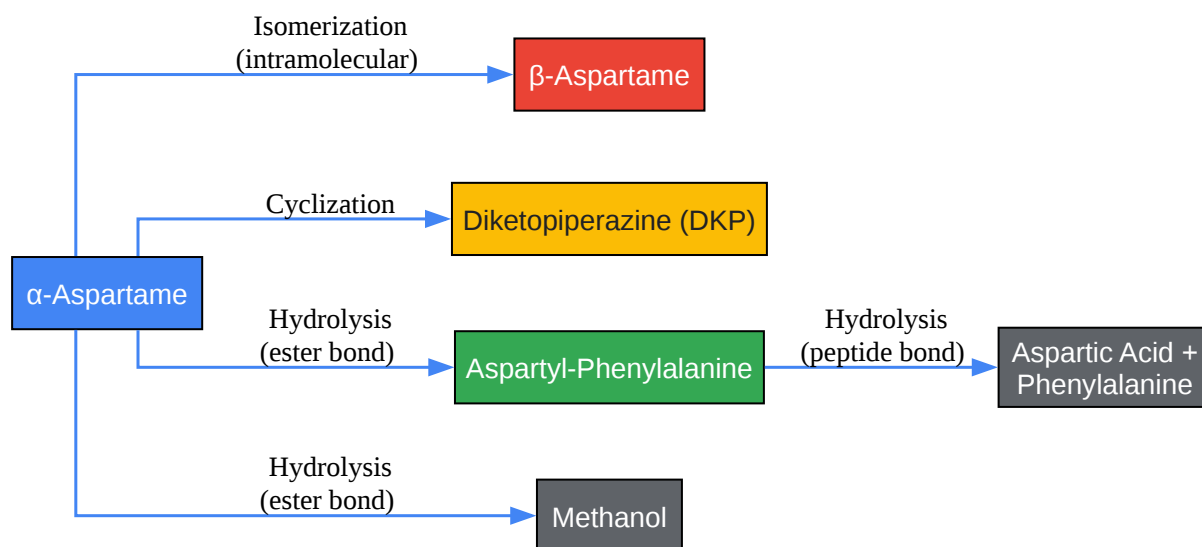 Isomerization
(intramolecular)
β-Aspartame
Cyclization
Diketopiperazine (DKP)
α-Aspartame
Hydrolysis
(ester bond)
Aspartyl-Phenylalanine
Hydrolysis
(peptide bond)
Aspartic Acid +
Phenylalanine
Hydrolysis
(ester bond)
Methanol